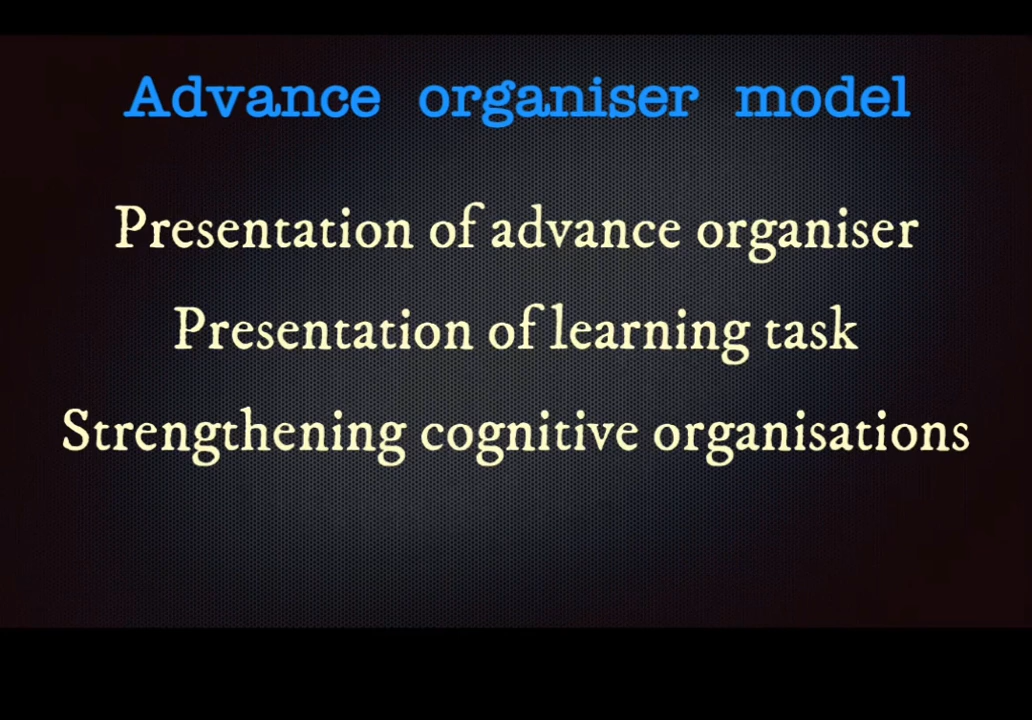 Advance organiser model
Presentation of advance organiser
Presentation of learning task
Strengthening cognitive organisations